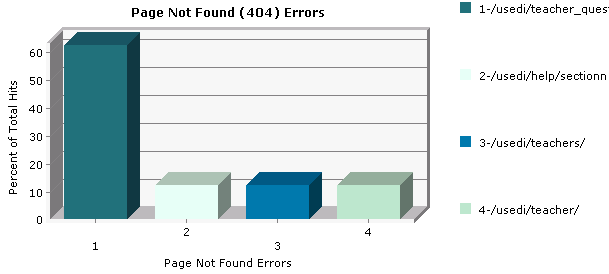 Page Not Found (404) Errors
Percent of Total Hits
60
50
40
30
20
10
0
1
2
3
4
Page Not Found Errors
1-/usedi/teacher_quest
2-/usedi/help/sectionn
3-/usedi/teachers/
4-/usedi/teacher/